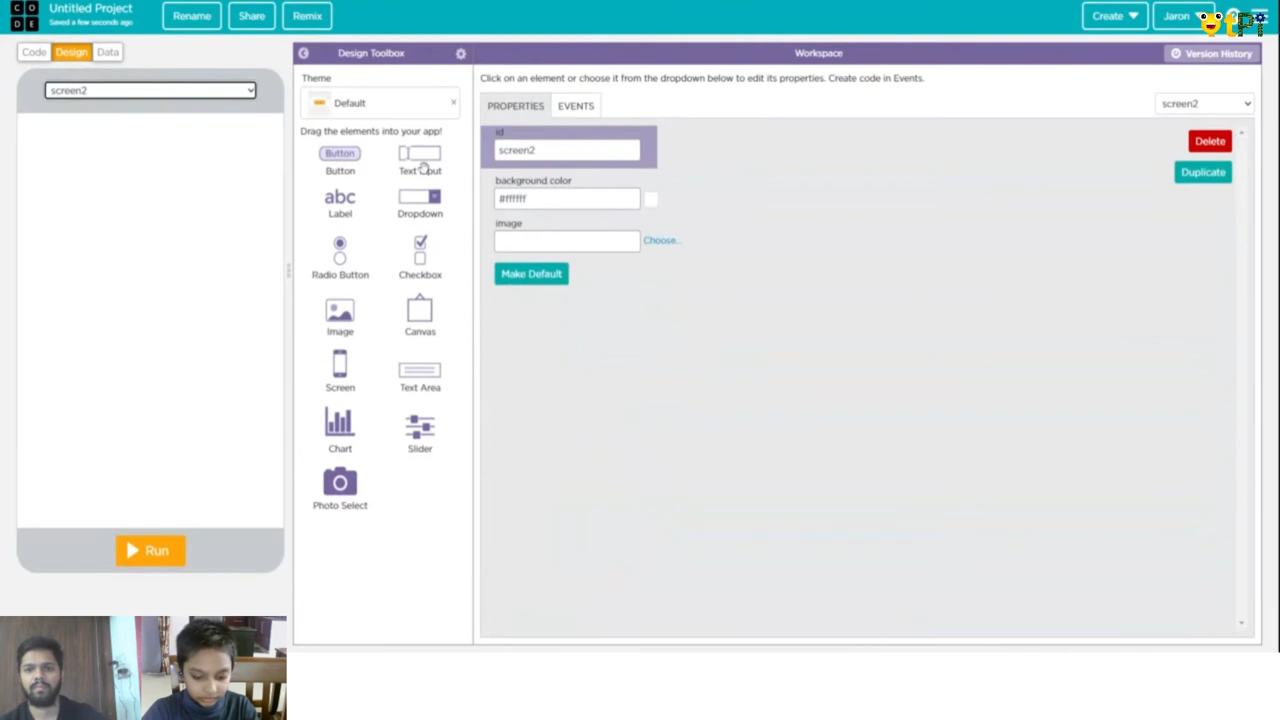 C O
D E
Untitled Project
Saved a few seconds ago
Rename
Share
Remix
Create
Jaron
Code
Design
Data
screen2
Run
Design Toolbox
Theme
Default
Drag the elements into your app!
Button
Button
abc
Label
Dropdown
Radio Button
Checkbox
Image
Canvas
Screen
Text Area
Chart
Slider
Photo Select
Workspace
Version History
Click on an element or choose it from the dropdown below to edit its properties. Create code in Events.
PROPERTIES
EVENTS
screen2
id
screen2
background color
#ffffff
image
Choose...
Make Default
Delete
Duplicate